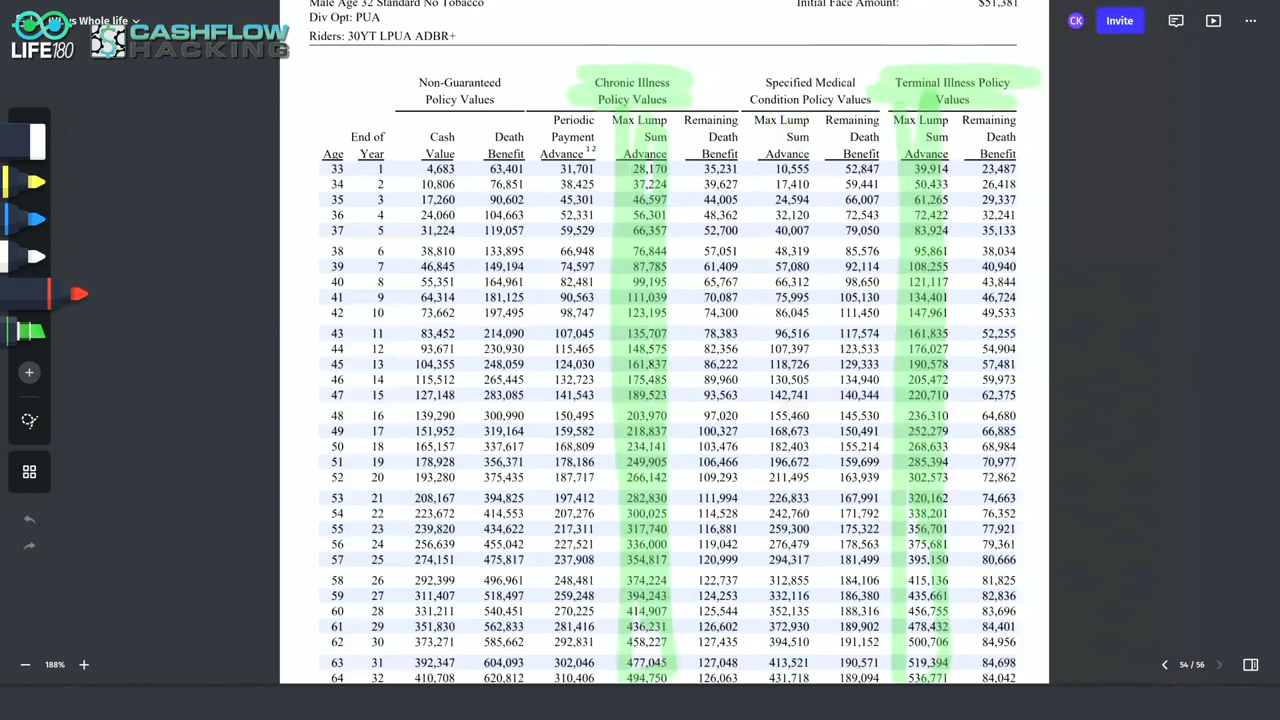 Male Age 32 Standard No Tobacco Initial Face Amount: $51,381
Div Opt: PUA
Riders: 30YT LPUA ADBR+
LIFE180
CASHFLOW
HACKING
Whole life
CK
Invite
Non-Guaranteed Chronic Illness Specified Medical Terminal Illness Policy
Policy Values Policy Values Condition Policy Values Values
Periodic Max Lump Remaining Max Lump Remaining Max Lump Remaining
End of Cash Death Payment Sum Death Sum Death Sum Death
Age Year Value Benefit Advance 1 2 Advance Benefit Advance Benefit Advance Benefit
33 1 4,683 63,401 31,701 28,170 35,231 10,555 52,847 39,914 23,487
34 2 10,806 76,851 38,425 37,224 39,627 17,410 59,441 50,433 26,418
35 3 17,260 90,602 45,301 46,597 44,005 24,594 66,007 61,265 29,337
36 4 24,060 104,663 52,331 56,301 48,362 32,120 72,543 72,422 32,241
37 5 31,224 119,057 59,529 66,357 52,700 40,007 79,050 83,924 35,133
38 6 38,810 133,895 66,948 76,844 57,051 48,319 85,576 95,861 38,034
39 7 46,845 149,194 74,597 87,785 61,409 57,080 92,114 108,255 40,940
40 8 55,351 164,961 82,481 99,195 65,767 66,312 98,650 121,117 43,844
41 9 64,314 181,125 90,563 111,039 70,087 75,995 105,130 134,401 46,724
42 10 73,662 197,495 98,747 123,195 74,300 86,045 111,450 147,961 49,533
43 11 83,452 214,090 107,045 135,707 78,383 96,516 117,574 161,835 52,255
44 12 93,671 230,930 115,465 148,575 82,356 107,397 123,533 176,027 54,904
45 13 104,355 248,059 124,030 161,837 86,222 118,726 129,333 190,578 57,481
46 14 115,512 265,445 132,723 175,485 89,960 130,505 134,940 205,472 59,973
47 15 127,148 283,085 141,543 189,523 93,563 142,741 140,344 220,710 62,375
48 16 139,290 300,990 150,495 203,970 97,020 155,460 145,530 236,310 64,680
49 17 151,952 319,164 159,582 218,837 100,327 168,673 150,491 252,279 66,885
50 18 165,157 337,617 168,809 234,141 103,476 182,403 155,214 268,633 68,984
51 19 178,928 356,371 178,186 249,905 106,466 196,672 159,699 285,394 70,977
52 20 193,280 375,435 187,717 266,142 109,293 211,495 163,939 302,573 72,862
53 21 208,167 394,825 197,412 282,830 111,994 226,833 167,991 320,162 74,663
54 22 223,672 414,553 207,276 300,025 114,528 242,760 171,792 338,201 76,352
55 23 239,820 434,622 217,311 317,740 116,881 259,300 175,322 356,701 77,921
56 24 256,639 455,042 227,521 336,000 119,042 276,479 178,563 375,681 79,361
57 25 274,151 475,817 237,908 354,817 120,999 294,317 181,499 395,150 80,666
58 26 292,399 496,961 248,481 374,224 122,737 312,855 184,106 415,136 81,825
59 27 311,407 518,497 259,248 394,243 124,253 332,116 186,380 435,661 82,836
60 28 331,211 540,451 270,225 414,907 125,544 352,135 188,316 456,755 83,696
61 29 351,830 562,833 281,416 436,231 126,602 372,930 189,902 478,432 84,401
62 30 373,271 585,662 292,831 458,227 127,435 394,510 191,152 500,706 84,956
63 31 392,347 604,093 302,046 477,045 127,048 413,521 190,571 519,394 84,698
64 32 410,708 620,812 310,406 494,750 126,063 431,718 189,094 536,771 84,042
188%
54 / 56